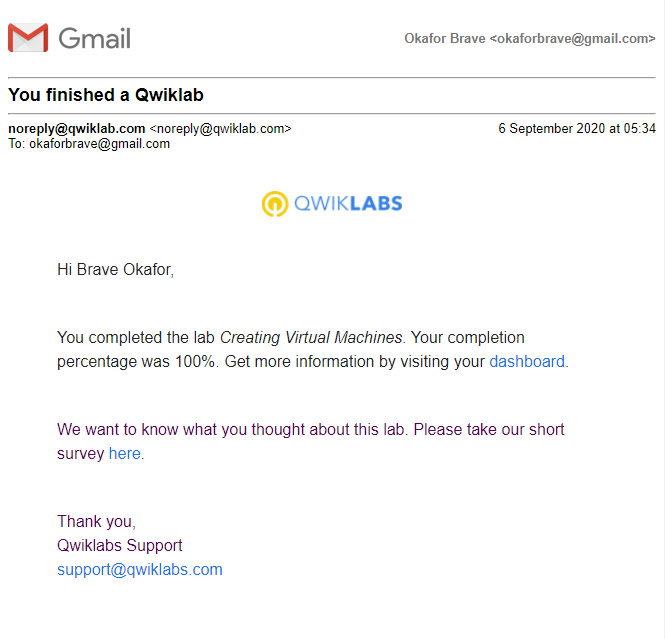 Gmail
Okafor Brave <okaforbrave@gmail.com>
You finished a Qwiklab
noreply@qwiklab.com <noreply@qwiklab.com>
6 September 2020 at 05:34
To: okaforbrave@gmail.com
QWIKLABS
Hi Brave Okafor,
You completed the lab Creating Virtual Machines. Your completion
percentage was 100%. Get more information by visiting your dashboard.
We want to know what you thought about this lab. Please take our short
survey here.
Thank you,
Qwiklabs Support
support@qwiklabs.com